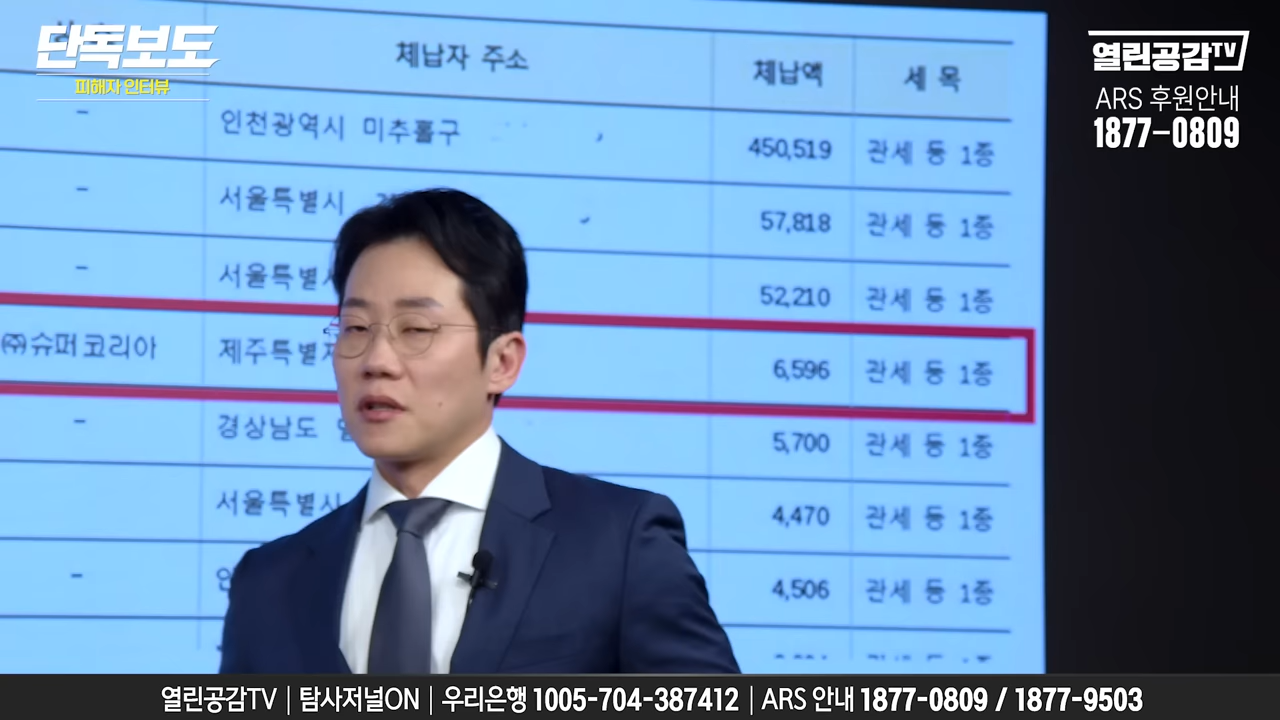 단독보도
피해자 인터뷰
열린공감TV
ARS 후원안내
1877-0809
체납자 주소 체납액 세 목
- 인천광역시 미추홀구 450,519 관세 등 1종
- 서울특별시 57,818 관세 등 1종
- 서울특별시 52,210 관세 등 1종
㈜슈퍼코리아 제주특별자 6,596 관세 등 1종
- 경상남도 5,700 관세 등 1종
서울특별시 4,470 관세 등 1종
- 4,506 관세 등 1종
열린공감TV | 탐사저널ON | 우리은행 1005-704-387412 | ARS 안내 1877-0809 / 1877-9503